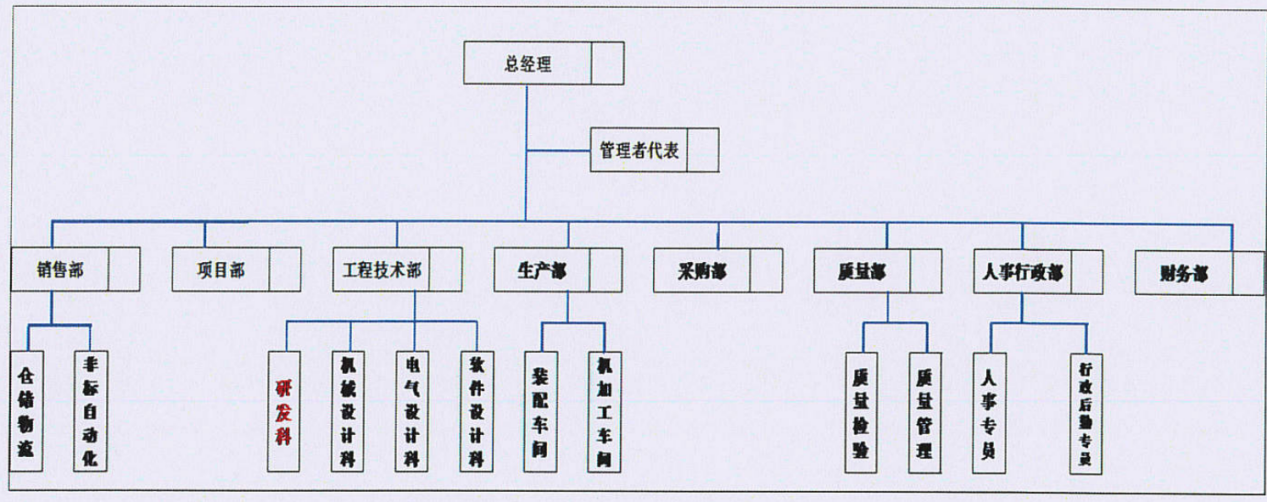 总经理
管理者代表
销售部
项目部
工程技术部
生产部
采购部
质量部
人事行政部
财务部
仓储物流
非标自动化
研发科
机械设计科
电气设计科
软件设计科
装配车间
机加工车间
质量检验
质量管理
人事专员
行政后勤专员